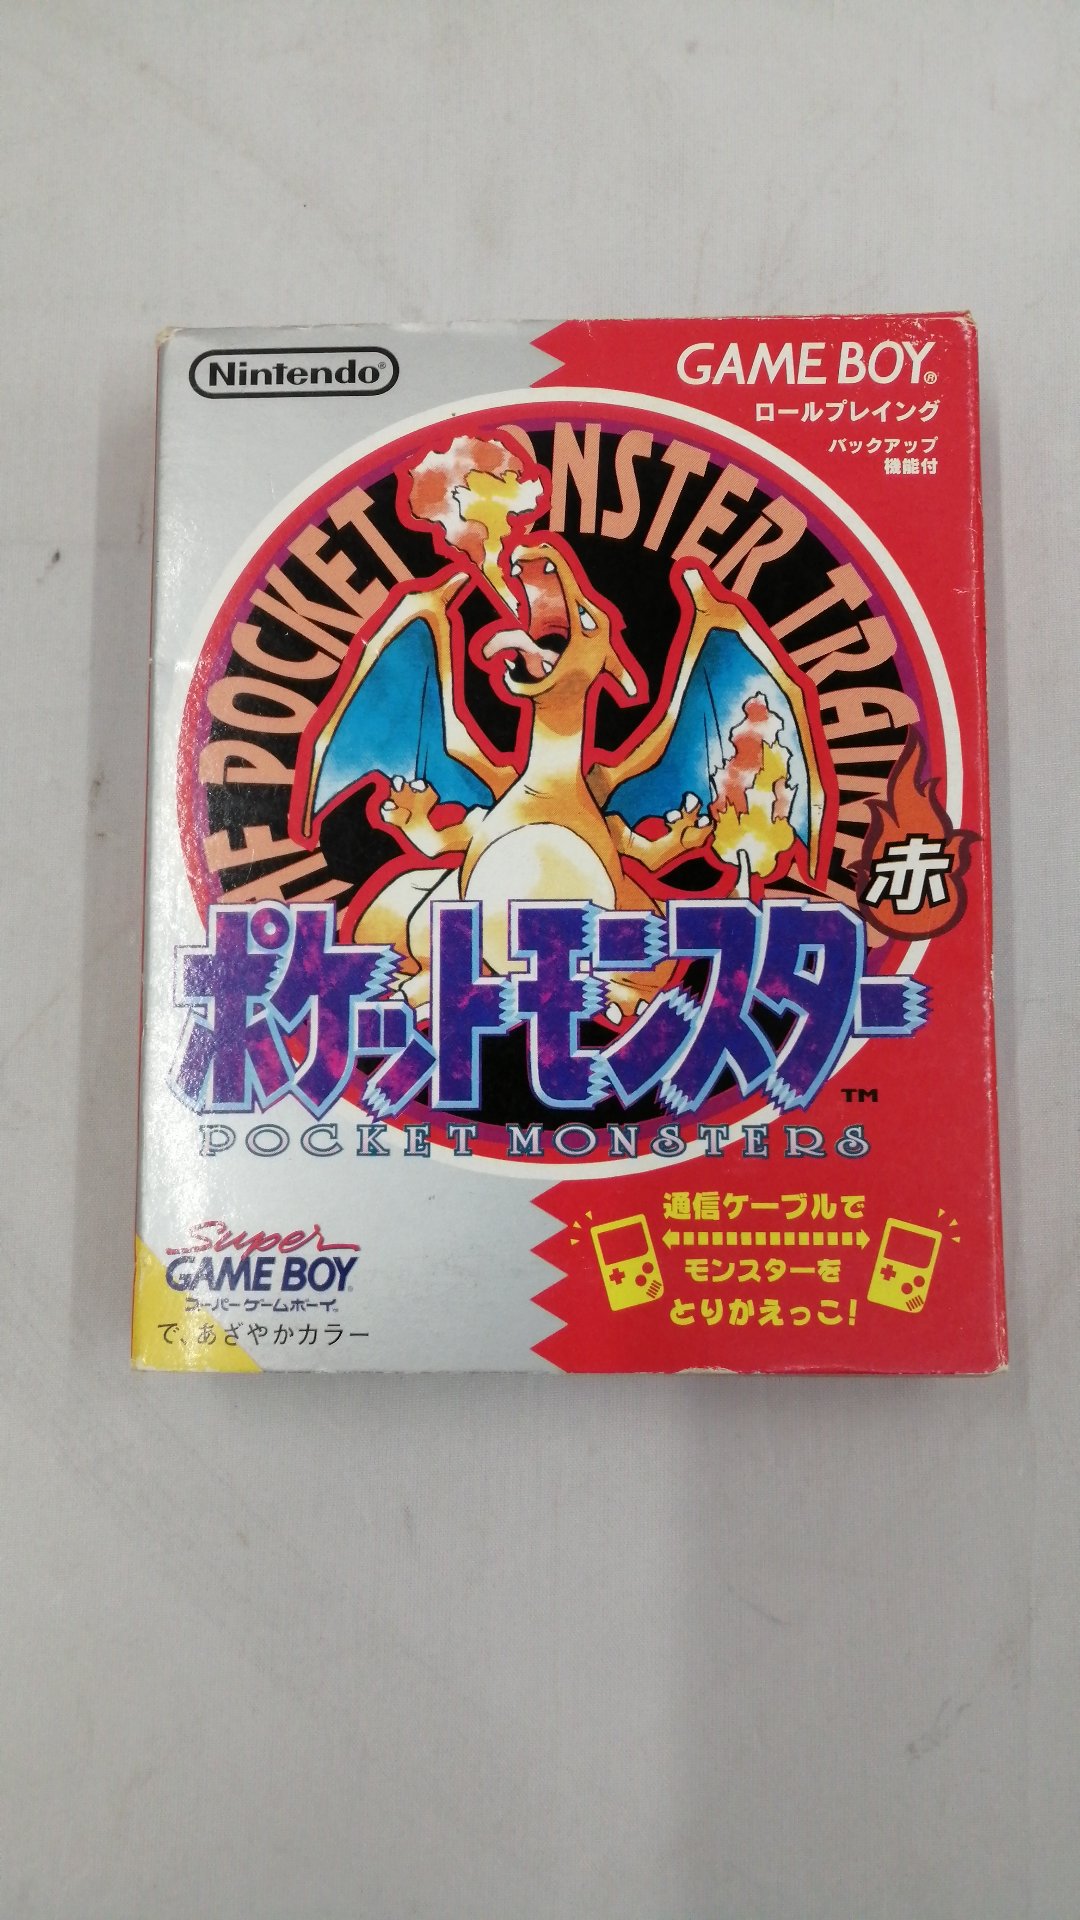 Nintendo®
GAME BOY®
ロールプレイング
バックアップ
機能付
POCKET MONSTER
赤
ポケットモンスター
TM
POCKET MONSTERS
Super
GAME BOY
スーパーゲームボーイ
で、あざやかカラー
通信ケーブルで
モンスターを
とりかえっこ!